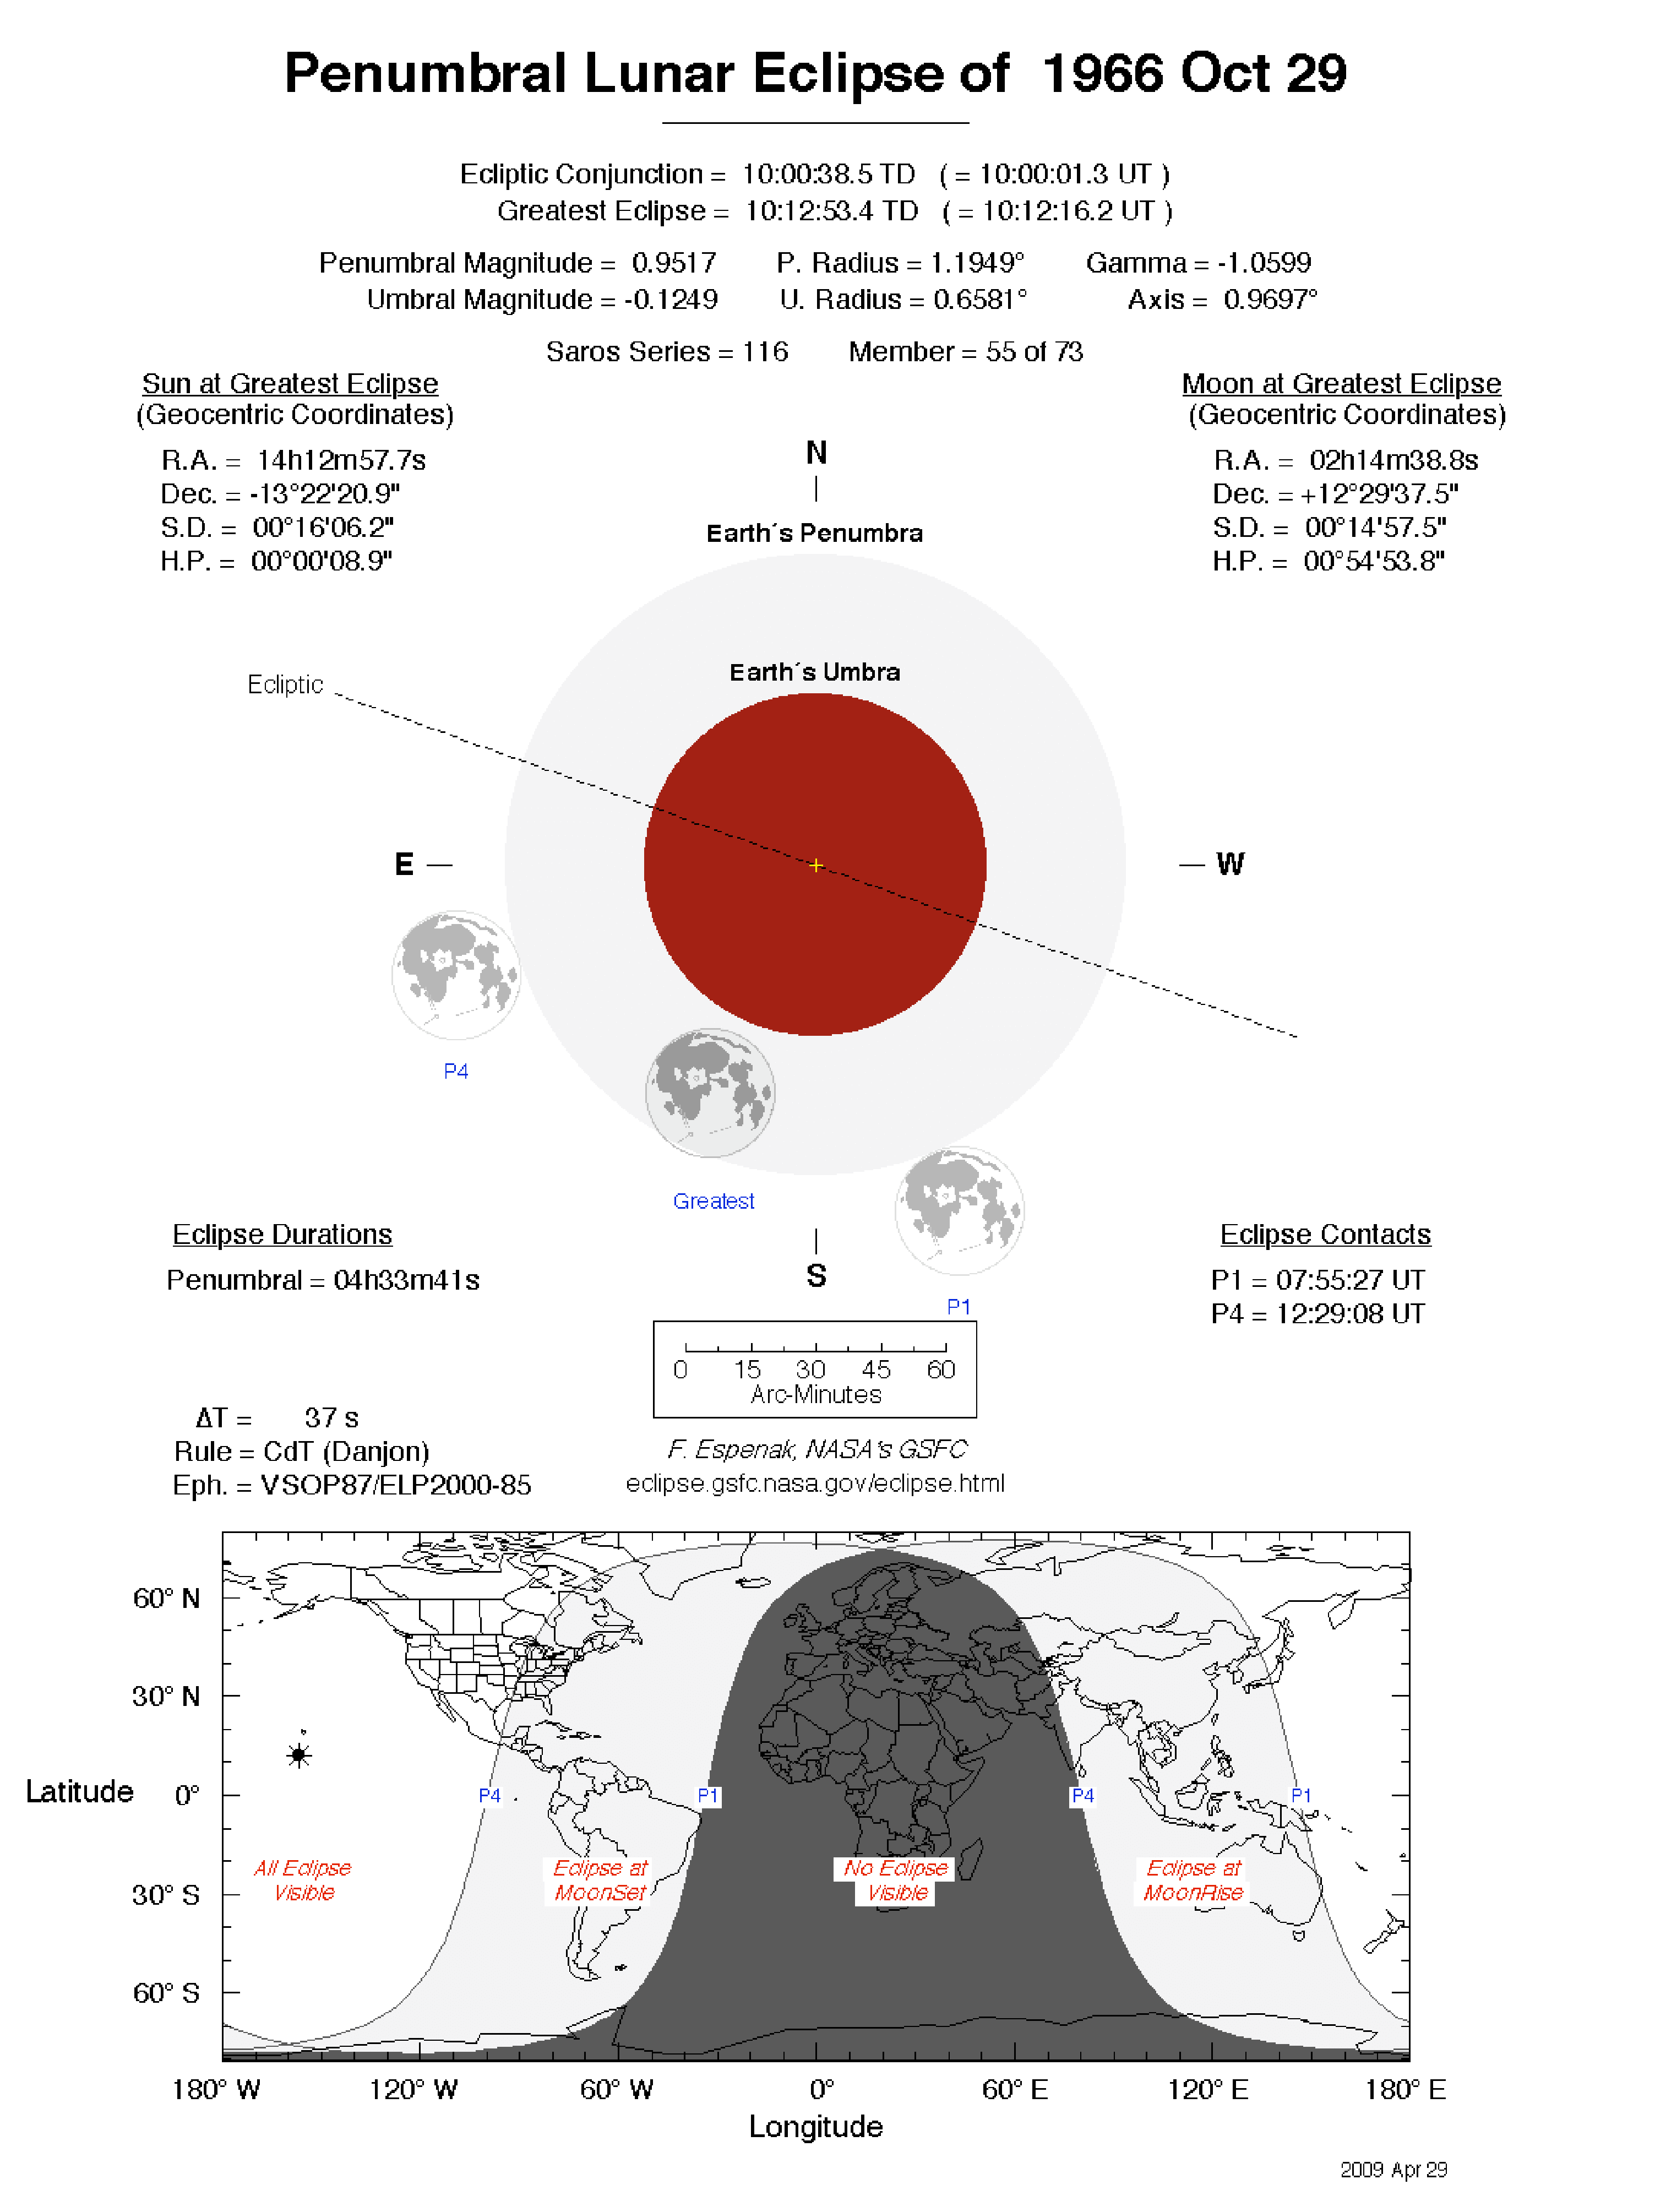 Penumbral Lunar Eclipse of  1966 Oct 29
Ecliptic Conjunction =  10:00:38.5 TD   ( = 10:00:01.3 UT )
Greatest Eclipse =  10:12:53.4 TD   ( = 10:12:16.2 UT )
Penumbral Magnitude =  0.9517   P. Radius = 1.1949°   Gamma = -1.0599
Umbral Magnitude = -0.1249   U. Radius = 0.6581°   Axis =  0.9697°
Saros Series = 116   Member = 55 of 73
Sun at Greatest Eclipse
(Geocentric Coordinates)
R.A. =  14h12m57.7s
Dec. = -13°22'20.9"
S.D. =  00°16'06.2"
H.P. =  00°00'08.9"
Moon at Greatest Eclipse
(Geocentric Coordinates)
R.A. =  02h14m38.8s
Dec. = +12°29'37.5"
S.D. =  00°14'57.5"
H.P. =  00°54'53.8"
N
Earth´s Penumbra
Earth´s Umbra
Ecliptic
E
W
P4
Greatest
S
P1
Eclipse Durations
Penumbral = 04h33m41s
Eclipse Contacts
P1 = 07:55:27 UT
P4 = 12:29:08 UT
0 15 30 45 60
Arc-Minutes
ΔT =   37 s
Rule = CdT (Danjon)
Eph. = VSOP87/ELP2000-85
F. Espenak, NASA's GSFC
eclipse.gsfc.nasa.gov/eclipse.html
60° N
30° N
Latitude 0°
30° S
60° S
P4 P1 P4 P1
All Eclipse
Visible
Eclipse at
MoonSet
No Eclipse
Visible
Eclipse at
MoonRise
180° W 120° W 60° W 0° 60° E 120° E 180° E
Longitude
2009 Apr 29